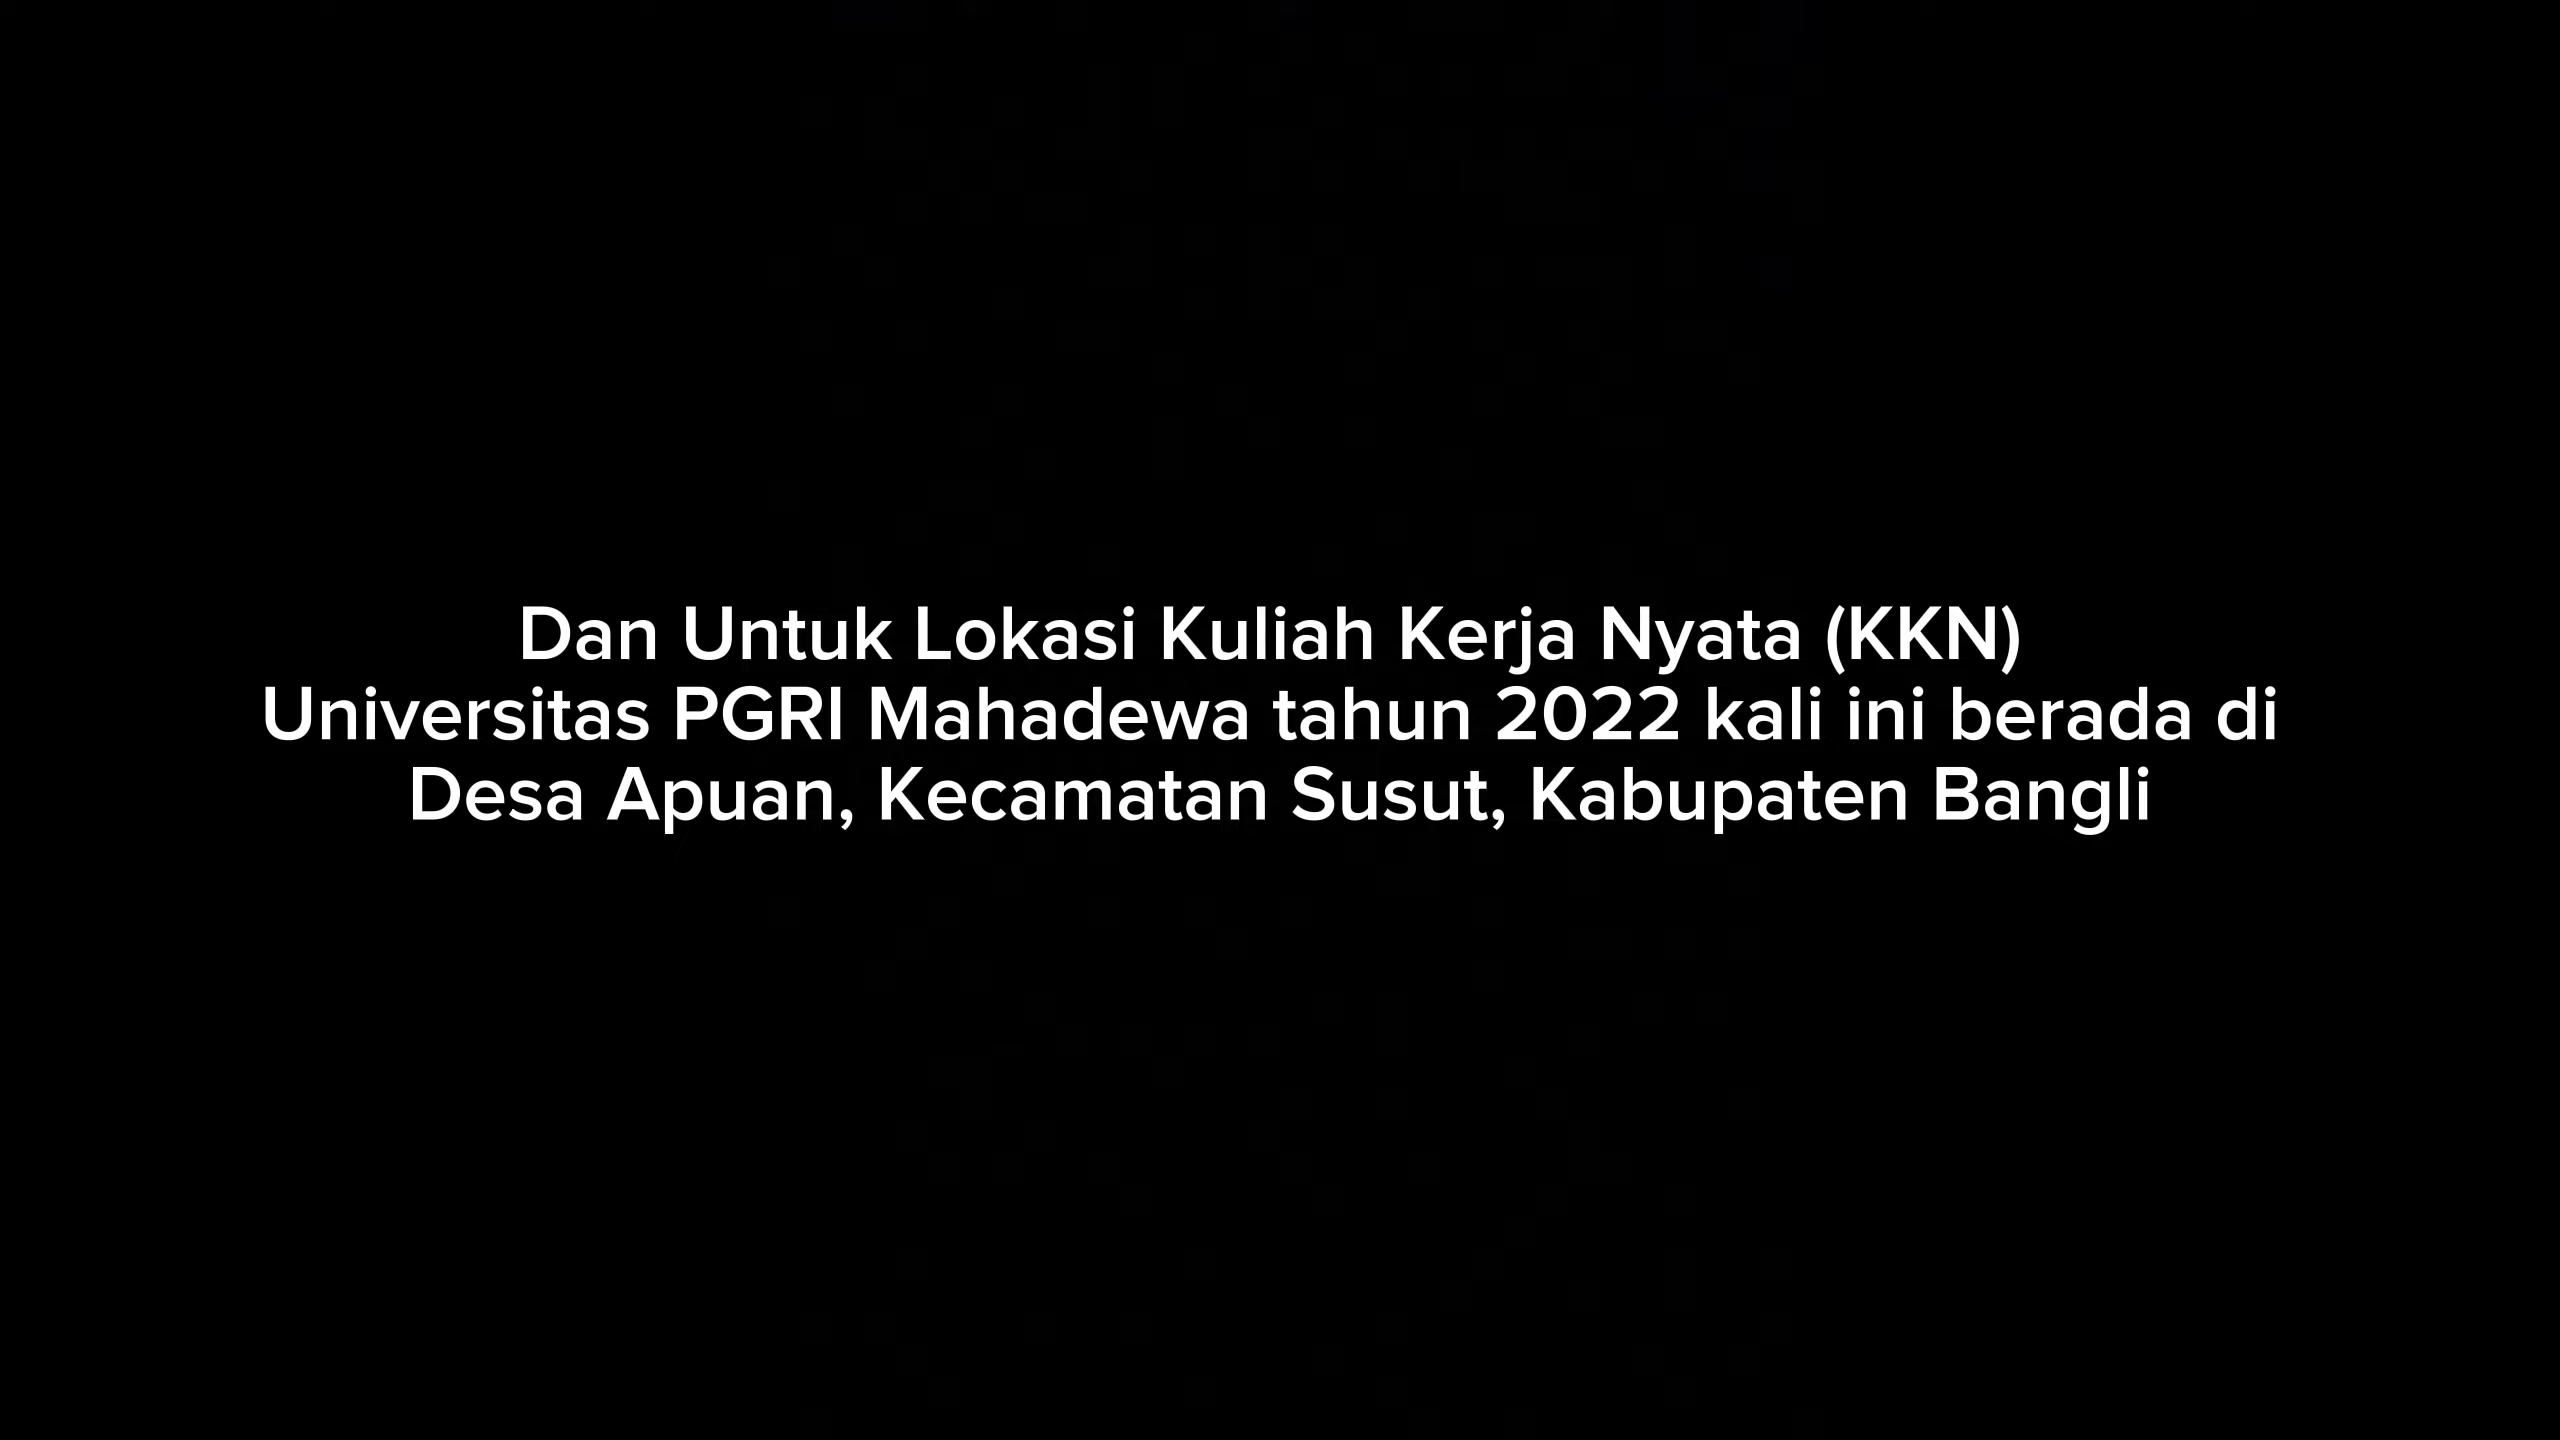 Dan Untuk Lokasi Kuliah Kerja Nyata (KKN)
Universitas PGRI Mahadewa tahun 2022 kali ini berada di
Desa Apuan, Kecamatan Susut, Kabupaten Bangli